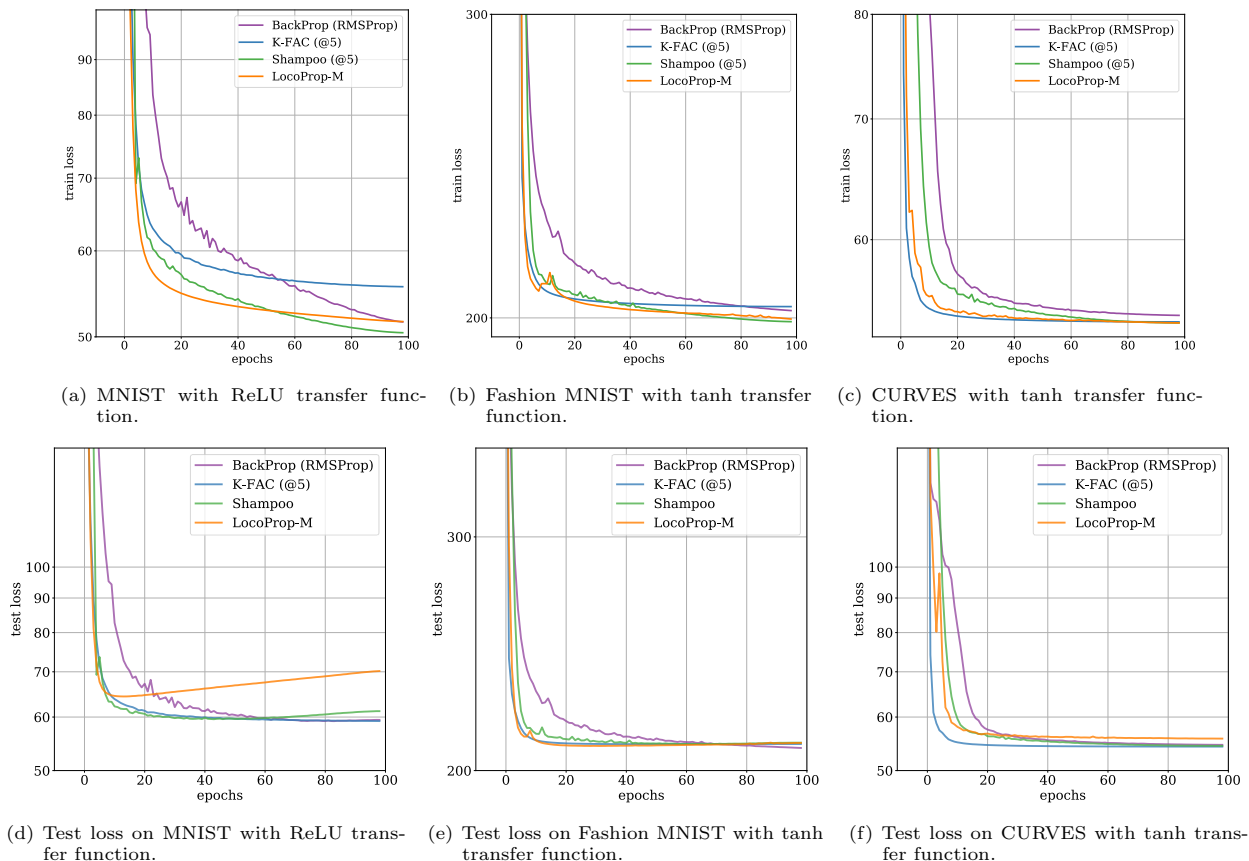 BackProp (RMSProp)
K-FAC (@5)
Shampoo (@5)
LocoProp-M
train loss
90
80
70
60
50
0 20 40 60 80 100
epochs
(a) MNIST with ReLU transfer func-
tion.
BackProp (RMSProp)
K-FAC (@5)
Shampoo (@5)
LocoProp-M
train loss
300
200
0 20 40 60 80 100
epochs
(b) Fashion MNIST with tanh transfer
function.
BackProp (RMSProp)
K-FAC (@5)
Shampoo (@5)
LocoProp-M
train loss
80
70
60
0 20 40 60 80 100
epochs
(c) CURVES with tanh transfer func-
tion.
BackProp (RMSProp)
K-FAC (@5)
Shampoo
LocoProp-M
test loss
100
90
80
70
60
50
0 20 40 60 80 100
epochs
(d) Test loss on MNIST with ReLU trans-
fer function.
BackProp (RMSProp)
K-FAC (@5)
Shampoo
LocoProp-M
test loss
300
200
0 20 40 60 80 100
epochs
(e) Test loss on Fashion MNIST with tanh
transfer function.
BackProp (RMSProp)
K-FAC (@5)
Shampoo
LocoProp-M
test loss
100
90
80
70
60
50
0 20 40 60 80 100
epochs
(f) Test loss on CURVES with tanh trans-
fer function.